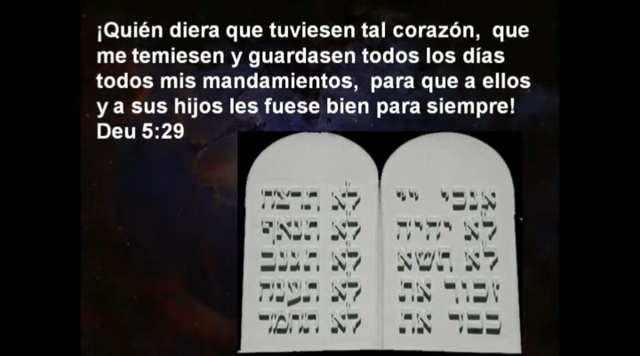 ¡Quién diera que tuviesen tal corazón, que
me temiesen y guardasen todos los días
todos mis mandamientos, para que a ellos
y a sus hijos les fuese bien para siempre!
Deu 5:29
אנכי יי
לא יהיה
לא תשא
זכור את
כבד את
לא תרצח
לא תנאף
לא תגנב
לא תענה
לא תחמד